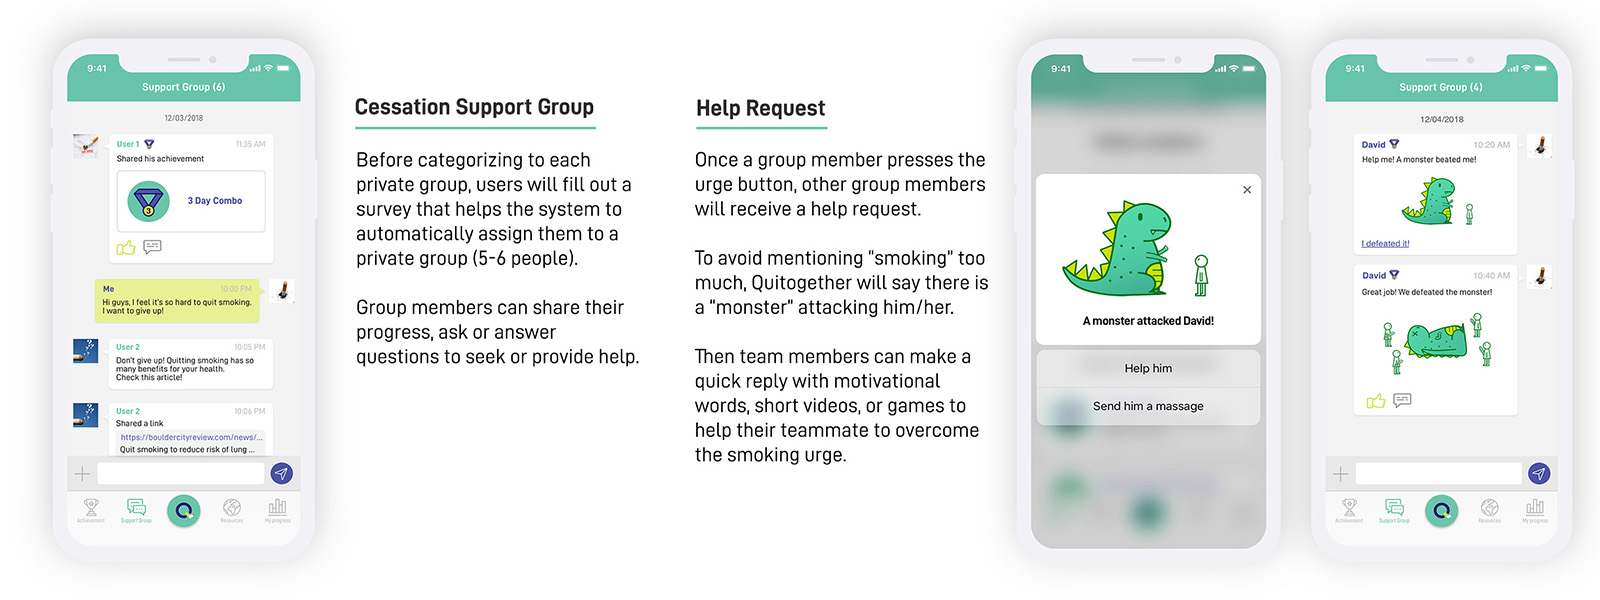 9:41
Support Group (6)
12/03/2018
User 1 11:35 AM
Shared his achievement
3
3 Day Combo
Me 10:00 PM
Hi guys, I feel it's so hard to quit smoking.
I want to give up!
User 2 10:05 PM
Don't give up! Quitting smoking has so
many benefits for your health.
Check this article!
User 2 10:06 PM
Shared a link
https://bouldercityreview.com/news/...
Quit smoking to reduce risk of lung ...
Achievement Support Group Resources My progress
Cessation Support Group
Before categorizing to each
private group, users will fill out a
survey that helps the system to
automatically assign them to a
private group (5-6 people).
Group members can share their
progress, ask or answer
questions to seek or provide help.
Help Request
Once a group member presses the
urge button, other group members
will receive a help request.
To avoid mentioning "smoking" too
much, Quitogether will say there is
a "monster" attacking him/her.
Then team members can make a
quick reply with motivational
words, short videos, or games to
help their teammate to overcome
the smoking urge.
9:41
A monster attacked David!
Help him
Send him a massage
9:41
Support Group (4)
12/04/2018
David 10:20 AM
Help me! A monster beated me!
I defeated it!
David 10:40 AM
Great job! We defeated the monster!
Achievement Support Group Resources My progress